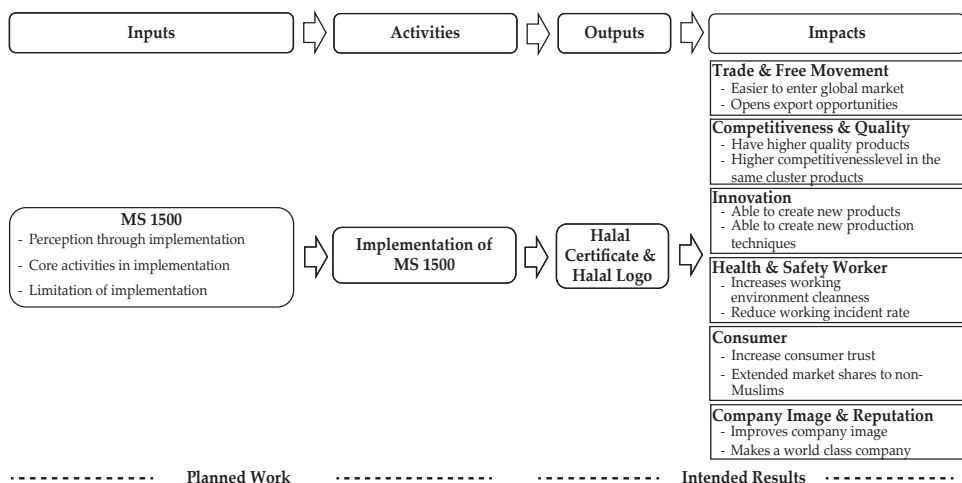 Inputs
Activities
Outputs
Impacts
MS 1500
- Perception through implementation
- Core activities in implementation
- Limitation of implementation
Implementation of
MS 1500
Halal
Certificate &
Halal Logo
Trade & Free Movement
- Easier to enter global market
- Opens export opportunities
Competitiveness & Quality
- Have higher quality products
- Higher competitivenesslevel in the
same cluster products
Innovation
- Able to create new products
- Able to create new production
techniques
Health & Safety Worker
- Increases working
environment cleanness
- Reduce working incident rate
Consumer
- Increase consumer trust
- Extended market shares to non-
Muslims
Company Image & Reputation
- Improves company image
- Makes a world class company
Planned Work
Intended Results